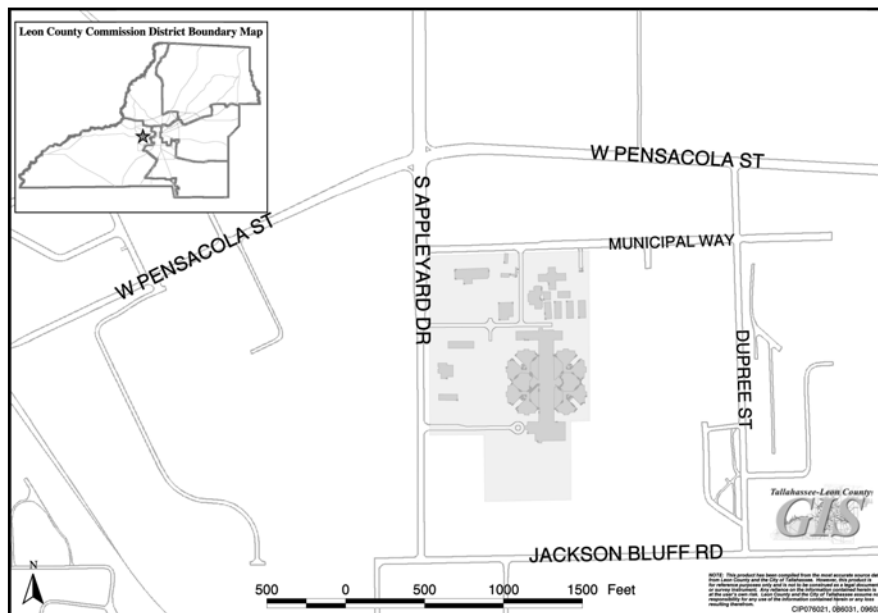 Leon County Commission District Boundary Map
W PENSACOLA ST
W PENSACOLA ST
S APPLEYARD DR
MUNICIPAL WAY
DUPREE ST
JACKSON BLUFF RD
Tallahassee-Leon County
GIS
N
500 0 500 1000 1500 Feet
NOTE: This product has been compiled from the most accurate source data
from Leon County and the City of Tallahassee. However, this product is
for reference purposes only and is not to be construed as a legal document
or survey instrument. Any reliance on the information contained herein is
at the user's own risk. Leon County and the City of Tallahassee assume no
responsibility for any use of the information contained herein or any loss
resulting therefrom.
CIP076021, 086031, 096